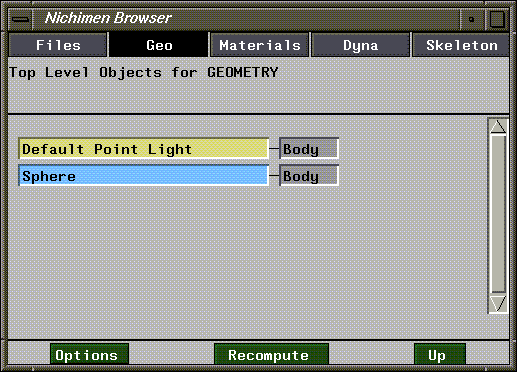 Nichimen Browser
Files Geo Materials Dyna Skeleton
Top Level Objects for GEOMETRY
Default Point Light Body
Sphere Body
Options Recompute Up